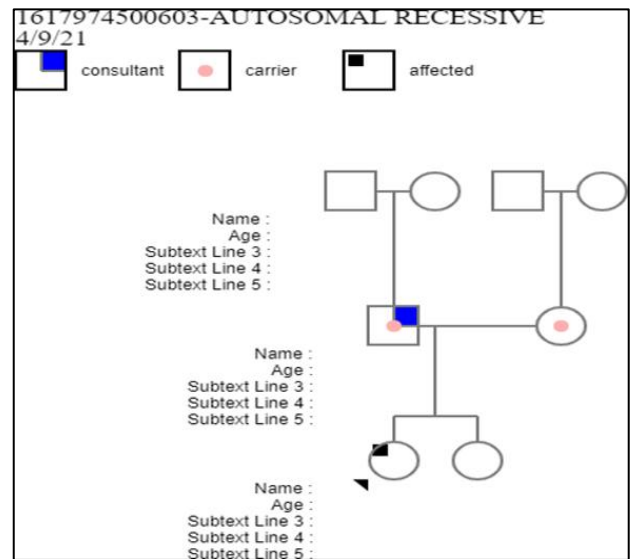 1617974500603-AUTOSOMAL RECESSIVE
4/9/21
consultant carrier affected
Name :
Age :
Subtext Line 3 :
Subtext Line 4 :
Subtext Line 5 :
Name :
Age :
Subtext Line 3 :
Subtext Line 4 :
Subtext Line 5 :
Name :
Age :
Subtext Line 3 :
Subtext Line 4 :
Subtext Line 5 :